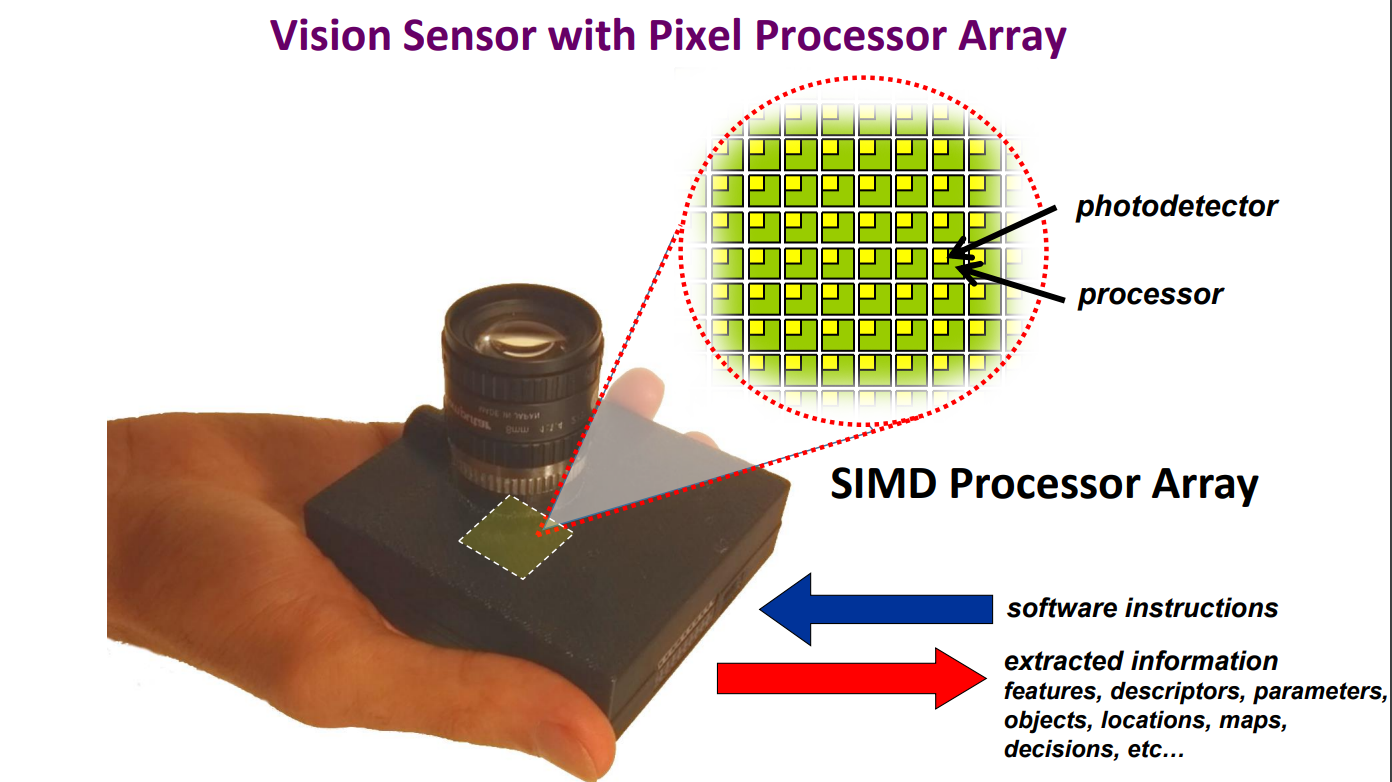 Vision Sensor with Pixel Processor Array
photodetector
processor
SIMD Processor Array
software instructions
extracted information
features, descriptors, parameters,
objects, locations, maps,
decisions, etc...